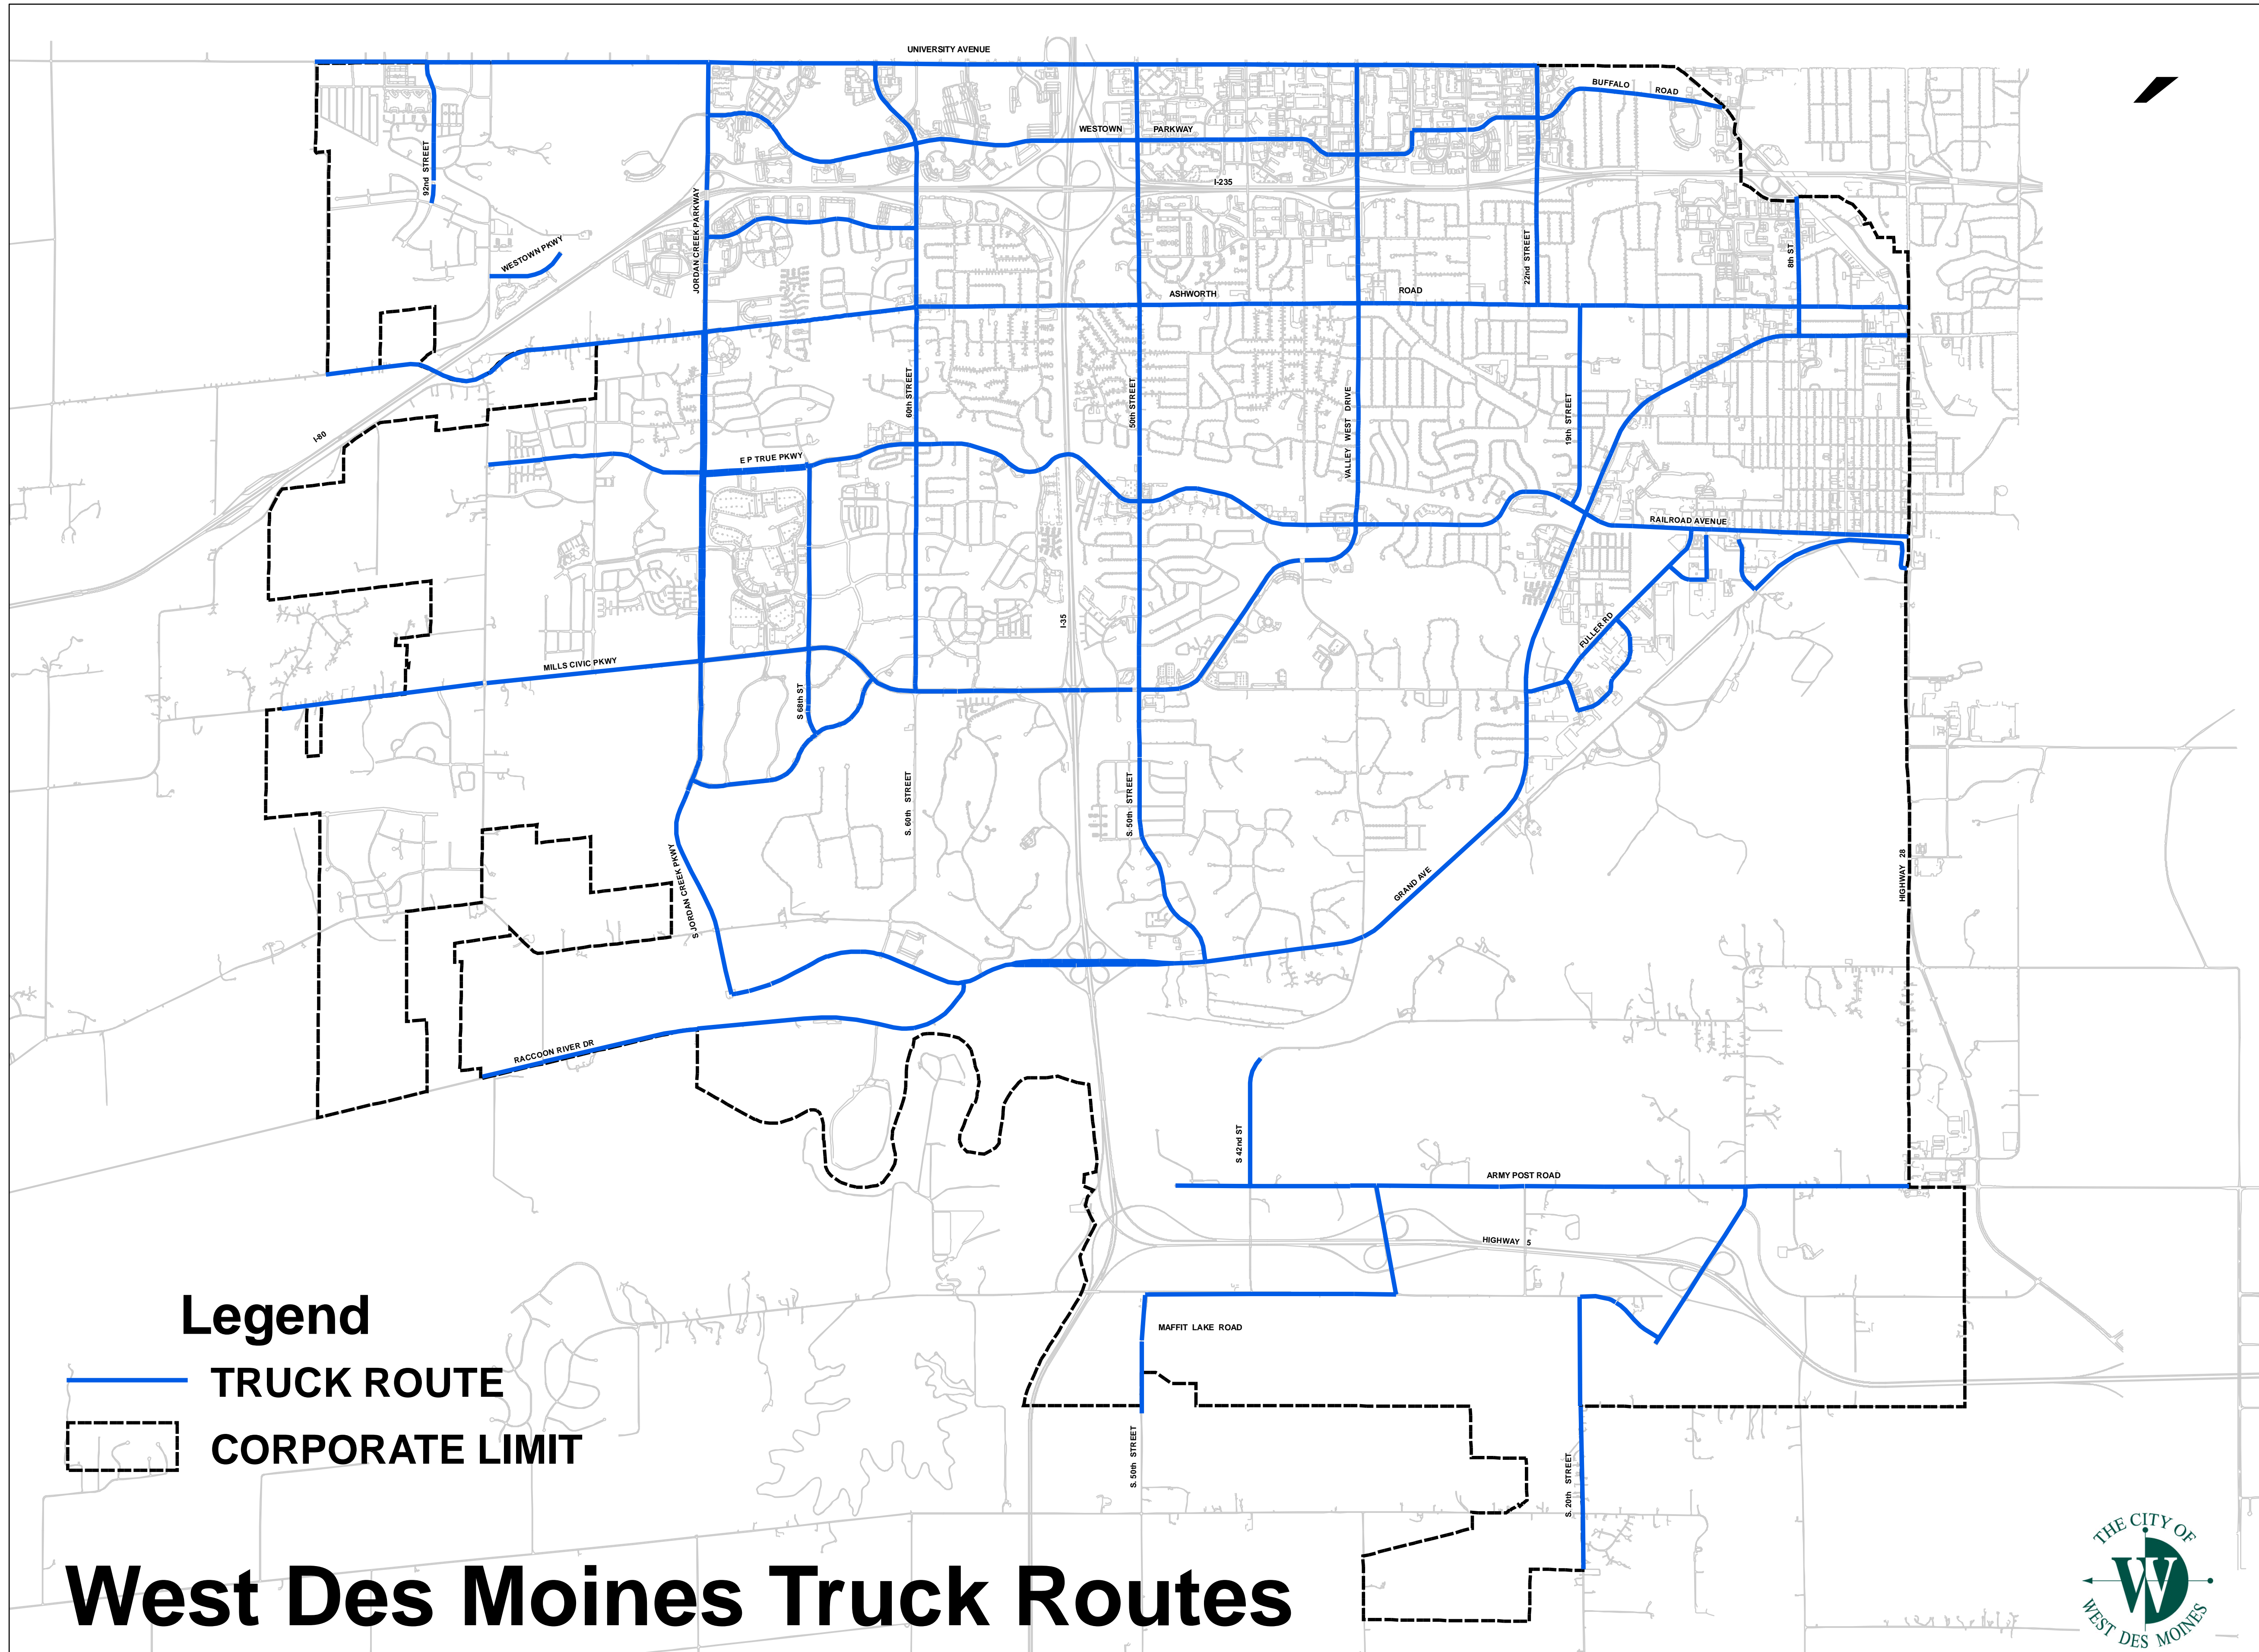 UNIVERSITY AVENUE
BUFFALO ROAD
WESTOWN PARKWAY
92nd STREET
I-235
JORDAN CREEK PARKWAY
WESTOWN PKWY
22nd STREET
8th ST
ASHWORTH ROAD
60th STREET
50th STREET
VALLEY WEST DRIVE
19th STREET
I-80
E P TRUE PKWY
RAILROAD AVENUE
I-35
FULLER RD
MILLS CIVIC PKWY
S 68th ST
S. 60th STREET
S. 50th STREET
S JORDAN CREEK PKWY
GRAND AVE
HIGHWAY 28
RACCOON RIVER DR
S 42nd ST
ARMY POST ROAD
HIGHWAY 5
MAFFIT LAKE ROAD
S. 50th STREET
S. 20th STREET
Legend
TRUCK ROUTE
CORPORATE LIMIT
West Des Moines Truck Routes
THE CITY OF
W
WEST DES MOINES